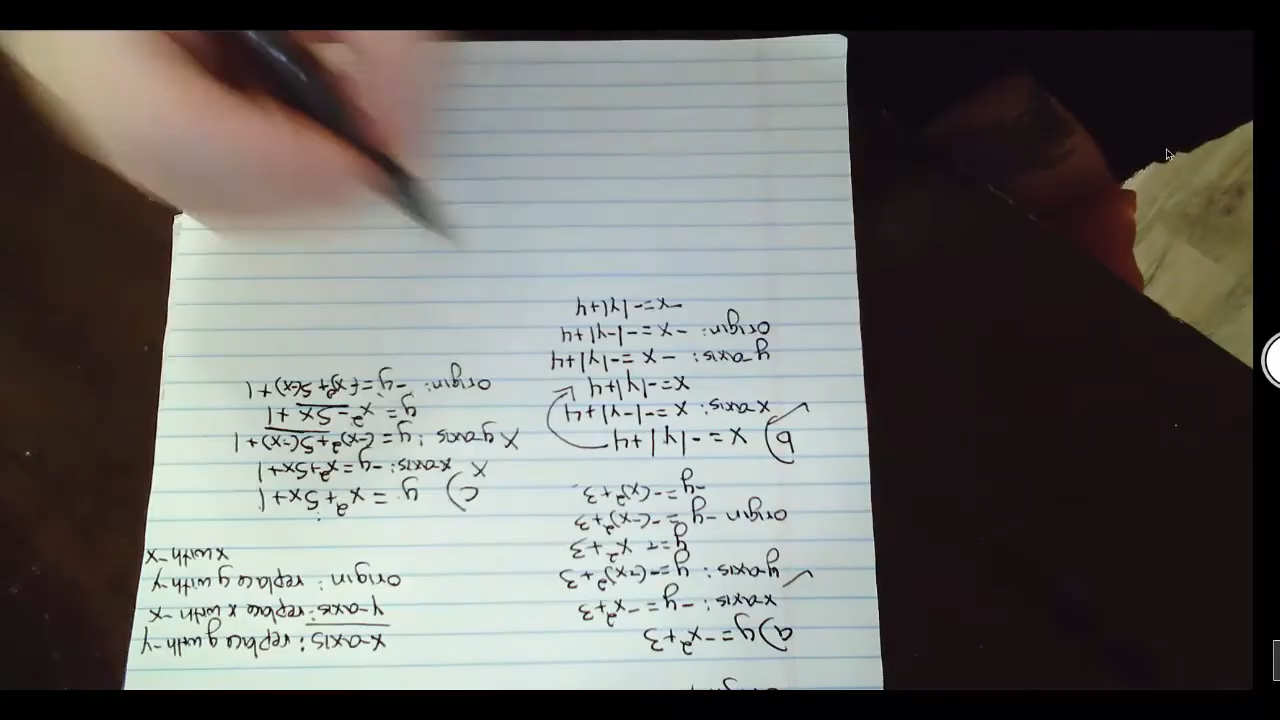 a) y = -x²+3
x-axis: -y = -x²+3
y-axis: y = -(-x)²+3
y = -x²+3
origin -y = -(-x)²+3
-y = -(x)²+3
b) x = -|y|+4
x-axis: x = -|-y|+4
x = -|y|+4
y-axis: -x = -|y|+4
origin: -x = -|-y|+4
-x = -|y|+4
x-axis: replace y with -y
y-axis: replace x with -x
origin: replace y with -y
x with -x
c) y = x²+5x+1
x x-axis: -y = x²+5x+1
x y-axis: y = (-x)²+5(-x)+1
y = x²-5x+1
origin: -y = (-x)²+5(-x)+1